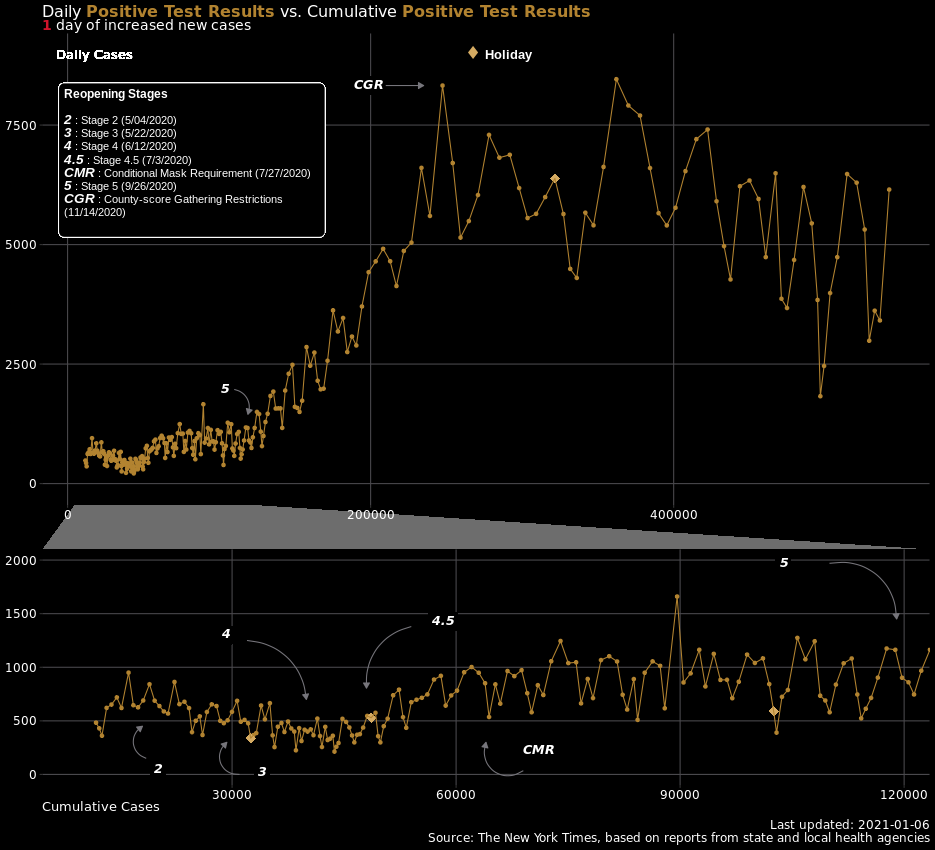 Daily Positive Test Results vs. Cumulative Positive Test Results
1 day of increased new cases
Daily Cases
Holiday
CGR
Reopening Stages
2 : Stage 2 (5/04/2020)
3 : Stage 3 (5/22/2020)
4 : Stage 4 (6/12/2020)
4.5 : Stage 4.5 (7/3/2020)
CMR : Conditional Mask Requirement (7/27/2020)
5 : Stage 5 (9/26/2020)
CGR : County-score Gathering Restrictions
(11/14/2020)
7500
5000
2500
5
0
0 200000 400000
2000
5
1500
4
4.5
1000
500
CMR
2
3
0
30000 60000 90000 120000
Cumulative Cases
Last updated: 2021-01-06
Source: The New York Times, based on reports from state and local health agencies